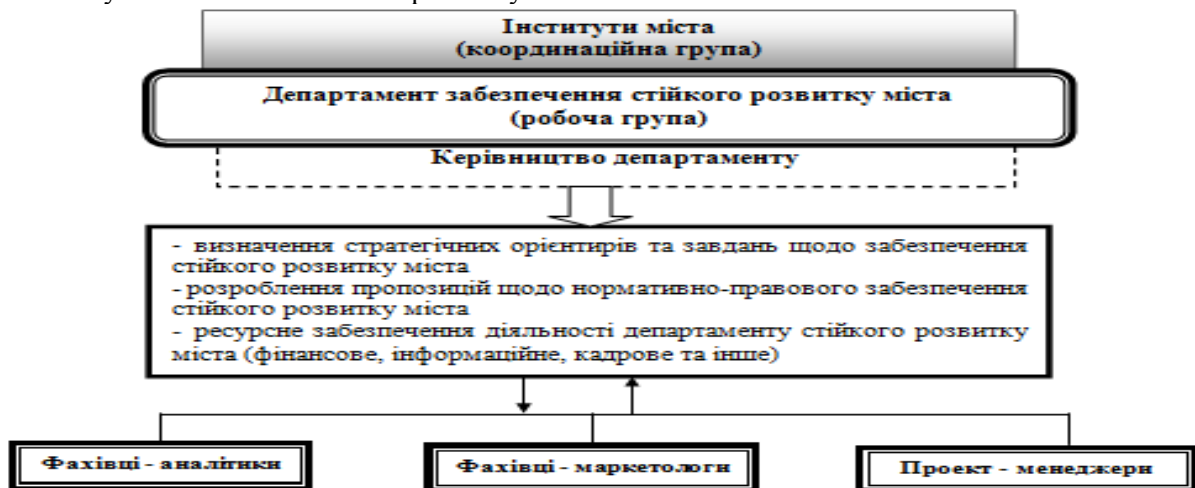 Інститути міста
(координаційна група)
Департамент забезпечення стійкого розвитку міста
(робоча група)
Керівництво департаменту
- визначення стратегічних орієнтирів та завдань щодо забезпечення
стійкого розвитку міста
- розроблення пропозицій щодо нормативно-правового забезпечення
стійкого розвитку міста
- ресурсне забезпечення діяльності департаменту стійкого розвитку
міста (фінансове, інформаційне, кадрове та інше)
Фахівці - аналітики
Фахівці - маркетологи
Проект - менеджери